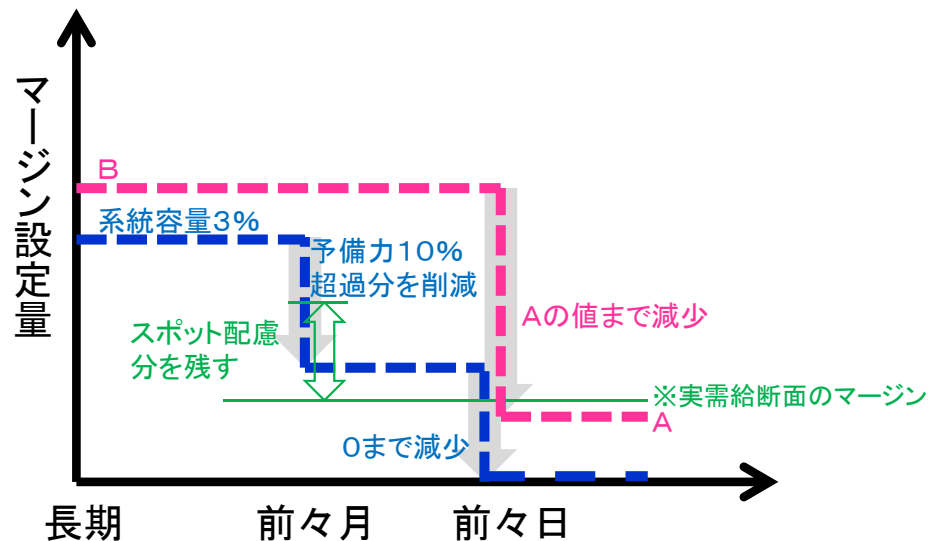 マージン設定量
B
系統容量3%
予備力10%
超過分を削減
スポット配慮
分を残す
Aの値まで減少
※実需給断面のマージン
A
0まで減少
長期
前々月
前々日